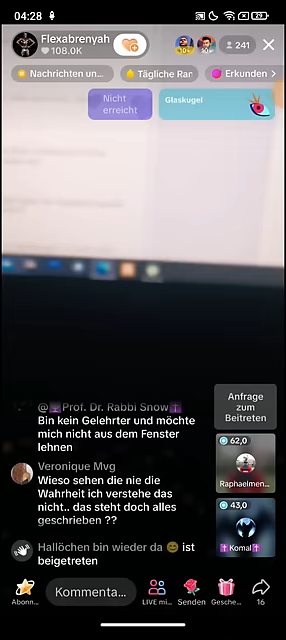 04:28
29
Flexabrenyah
108.0K
241
Nachrichten un...
Tägliche Ran
Erkunden
Nicht
erreicht
Glaskugel
@🔯Prof. Dr. Rabbi Snow✝️
Bin kein Gelehrter und möchte
mich nicht aus dem Fenster
lehnen
Anfrage
zum
Beitreten
62,0
Raphaelmen...
Veronique Mvg
Wieso sehen die nie die
Wahrheit ich verstehe das
nicht.. das steht doch alles
geschrieben ??
43,0
✝️Komal✝️
Hallöchen bin wieder da 😊 ist
beigetreten
Abonn...
Kommenta...
LIVE mi...
Senden
Gesche...
16